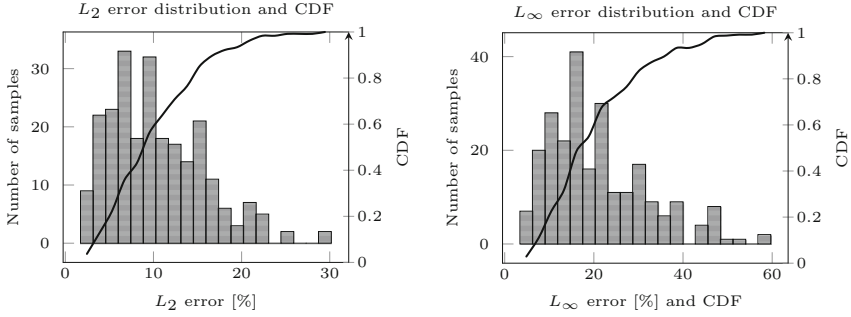 L₂ error distribution and CDF
Number of samples
30
20
10
0
0 10 20 30
L₂ error [%]
1
0.8
0.6
0.4
0.2
0
CDF
L∞ error distribution and CDF
Number of samples
40
20
0
0 20 40 60
L∞ error [%] and CDF
1
0.8
0.6
0.4
0.2
0
CDF